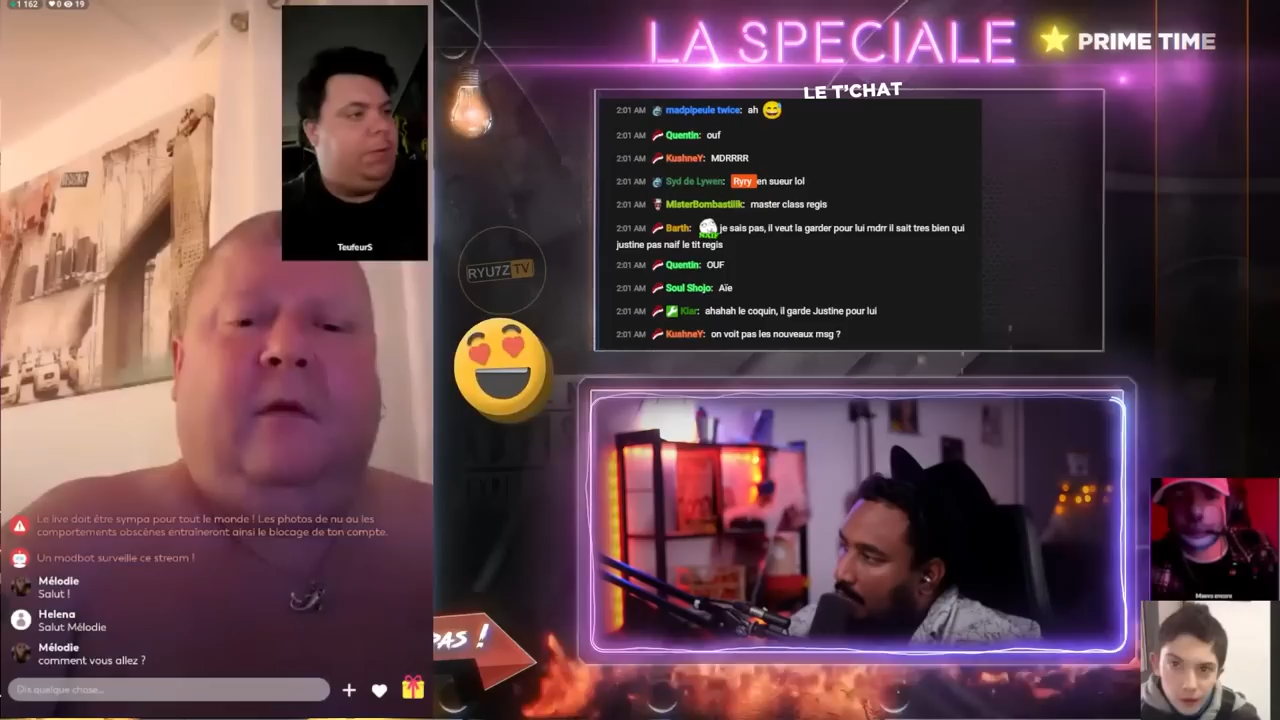 1 162 0 19
TeufeurS
Le live doit être sympa pour tout le monde ! Les photos de nu ou les
comportements obscènes entraîneront ainsi le blocage de ton compte.
Un modbot surveille ce stream !
Mélodie
Salut !
Helena
Salut Mélodie
Mélodie
comment vous allez ?
Dis quelque chose...
LA SPECIALE
PRIME TIME
LE T'CHAT
2:01 AM madpipeule twice: ah
2:01 AM Quentin: ouf
2:01 AM KushneY: MDRRRR
2:01 AM Syd de Lywen: Ryry en sueur lol
2:01 AM MisterBombastiiik: master class regis
2:01 AM Barth: NAÏF je sais pas, il veut la garder pour lui mdrr il sait tres bien qui
justine pas naif le tit regis
2:01 AM Quentin: OUF
2:01 AM Soul Shojo: Aïe
2:01 AM Kiar: ahahah le coquin, il garde Justine pour lui
2:01 AM KushneY: on voit pas les nouveaux msg ?
RYU7Z TV
PAS !